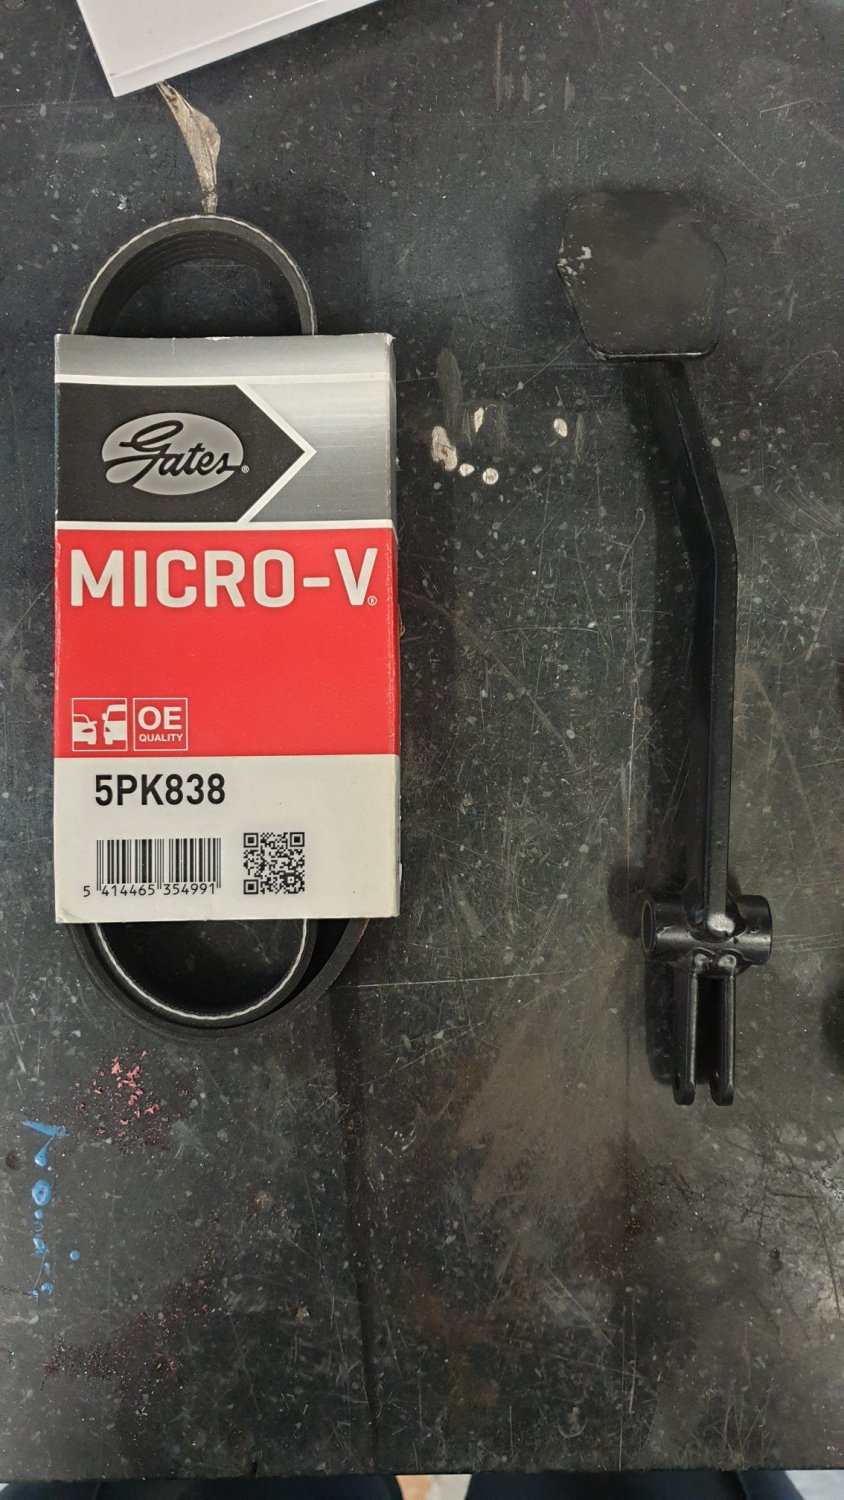 Gates®
MICRO-V®
OE
QUALITY
5PK838
5 414465 354991